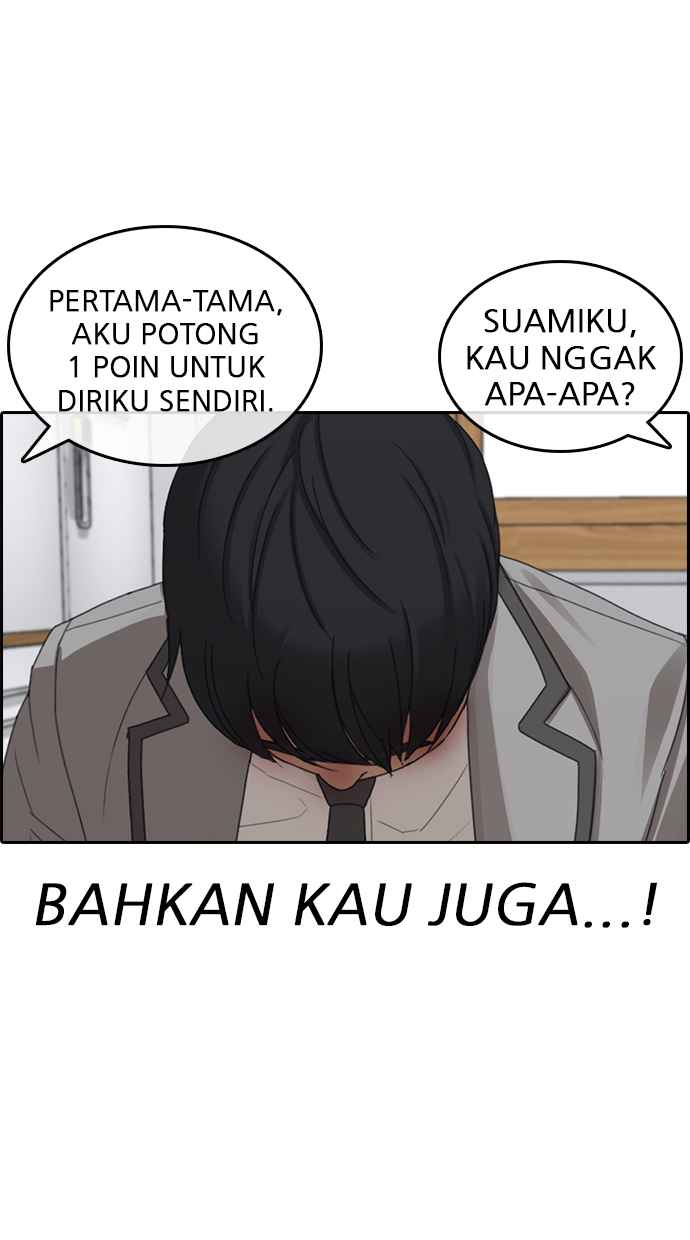 PERTAMA-TAMA,
AKU POTONG
1 POIN UNTUK
DIRIKU SENDIRI.
SUAMIKU,
KAU NGGAK
APA-APA?
BAHKAN KAU JUGA...!